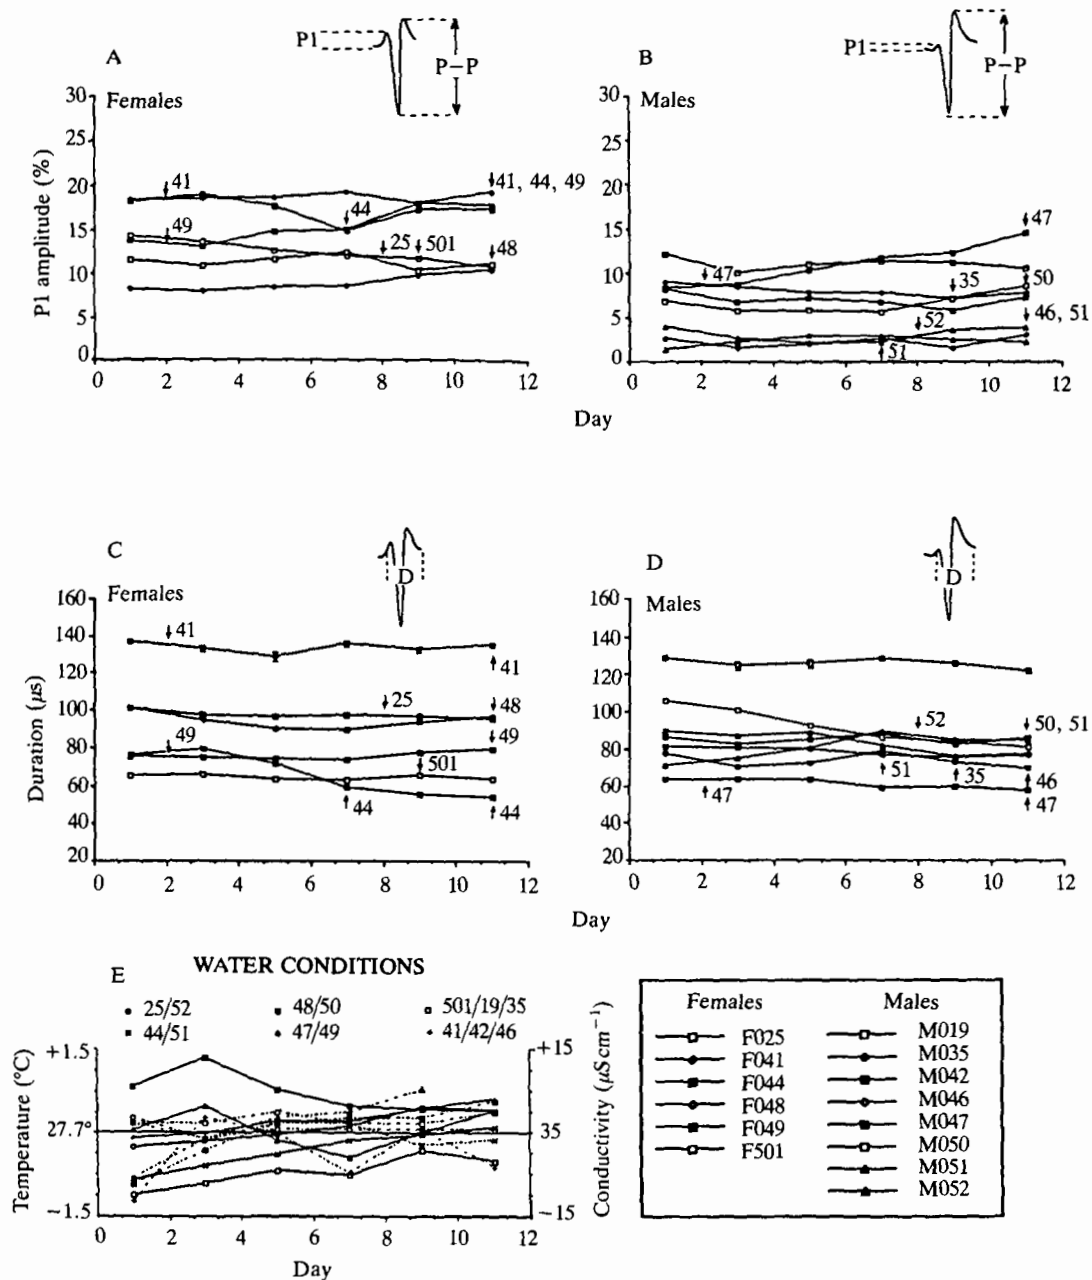 A
P1
P–P
B
P1
P–P
Females
Males
P1 amplitude (%)
30
25
20
15
10
5
0
41
49
44
25
501
41, 44, 49
48
0 2 4 6 8 10 12
30
25
20
15
10
5
0
47
51
52
35
47
50
46, 51
0 2 4 6 8 10 12
Day
C
D
D
D
Females
Males
Duration (μs)
160
140
120
100
80
60
40
20
41
49
44
25
501
41
48
49
44
0 2 4 6 8 10 12
160
140
120
100
80
60
40
20
47
51
52
35
50, 51
46
47
0 2 4 6 8 10 12
Day
E
WATER CONDITIONS
25/52 48/50 501/19/35
44/51 47/49 41/42/46
Temperature (°C)
+1.5
27.7°
−1.5
+15
35
−15
Conductivity (μS cm−1)
0 2 4 6 8 10 12
Day
Females Males
F025 M019
F041 M035
F044 M042
F048 M046
F049 M047
F501 M050
M051
M052